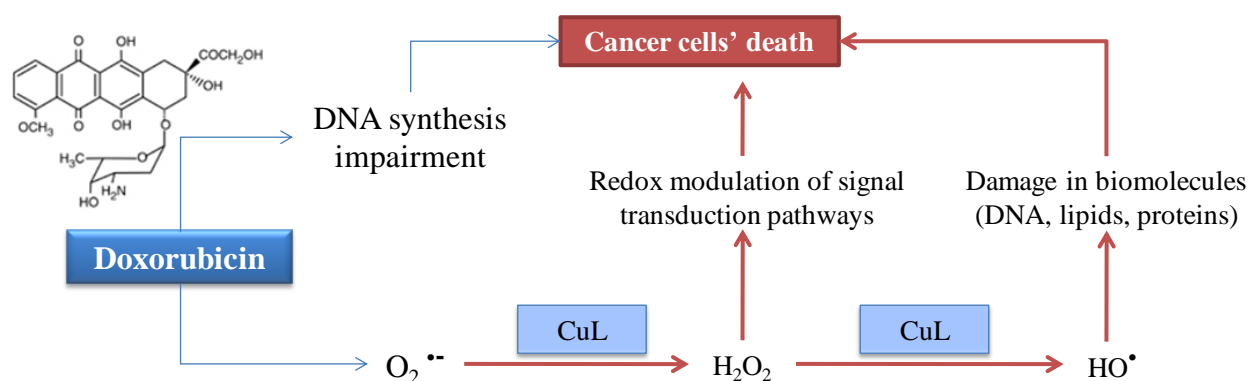 O
OH
COCH₂OH
OH
OCH₃
O
OH
O
H₃C
O
H₂N
HO
Doxorubicin
DNA synthesis
impairment
Cancer cells’ death
Redox modulation of signal
transduction pathways
Damage in biomolecules
(DNA, lipids, proteins)
CuL
CuL
O₂ •-
H₂O₂
HO•